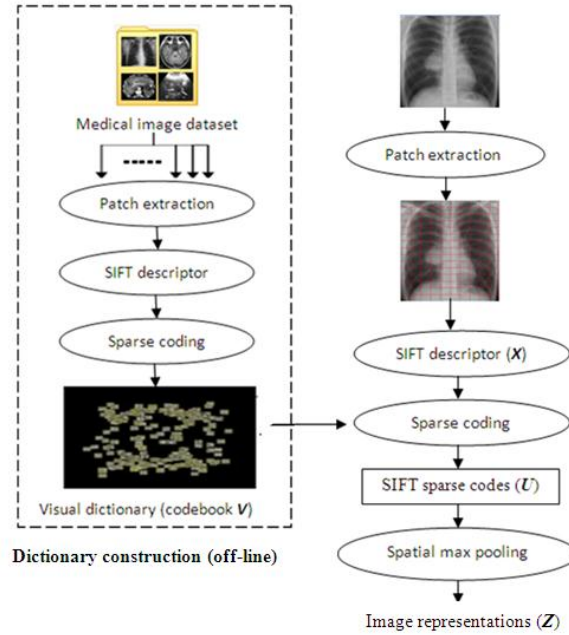 Medical image dataset
Patch extraction
SIFT descriptor
Sparse coding
Visual dictionary (codebook V)
Dictionary construction (off-line)
Patch extraction
SIFT descriptor (X)
Sparse coding
SIFT sparse codes (U)
Spatial max pooling
Image representations (Z)